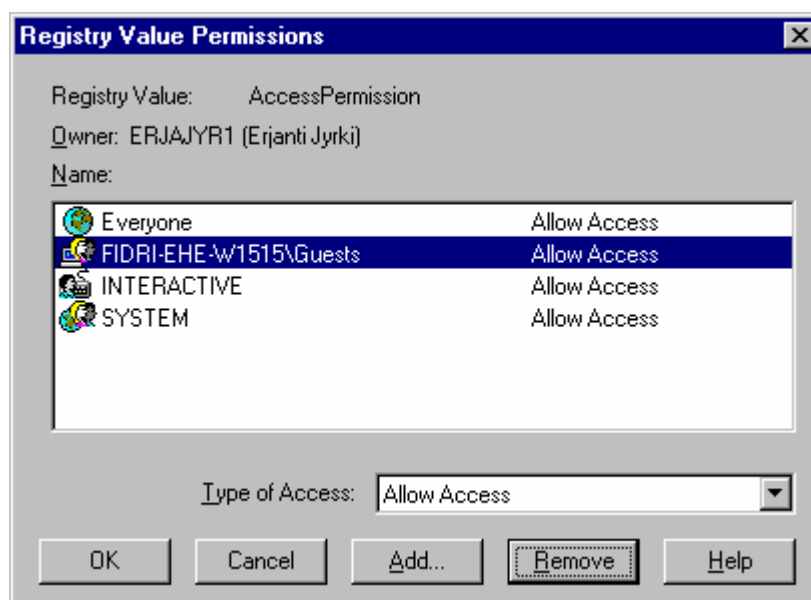 Registry Value Permissions
Registry Value: AccessPermission
Owner: ERJAJYR1 (Erjanti Jyrki)
Name:
Everyone Allow Access
FIDRI-EHE-W1515\Guests Allow Access
INTERACTIVE Allow Access
SYSTEM Allow Access
Type of Access: Allow Access
OK Cancel Add... Remove Help